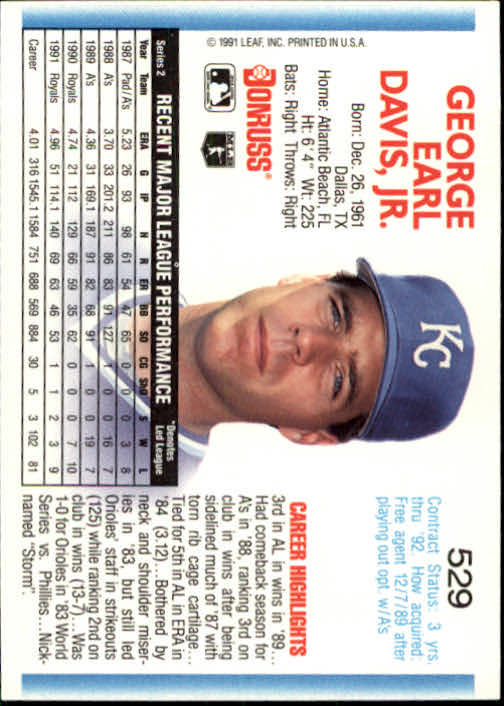 529
GEORGE
EARL
DAVIS, JR.
Born: Dec. 26, 1961
Dallas, TX
Home: Atlantic Beach, FL
Ht: 6'4" Wt: 225
Bats: Right Throws: Right
DONRUSS®
MLB
© 1991 LEAF, INC. PRINTED IN U.S.A.
KC
Contract Status: 3 yrs.
thru '92. How acquired:
Free agent 12/7/89 after
playing out opt. w/A's
CAREER HIGHLIGHTS
3rd in AL in wins in '89...
Had comeback season for
A's in '88, ranking 3rd on
club in wins after being
sidelined much of '87 with
torn rib cage cartilage...
Tied for 5th in AL in ERA in
'84 (3.12)...Bothered by
neck and shoulder miser-
ies in '83, but still led
Orioles' staff in strikeouts
(125) while ranking 2nd on
club in wins (13-7)...Was
1-0 for Orioles in '83 World
Series vs. Phillies...Nick-
named "Storm".
Series 2 RECENT MAJOR LEAGUE PERFORMANCE *Denotes
Led League
Year Team ERA G IP H R ER BB SO CG ShO S W L
1987 Pad/A's 5.23 26 93 98 61 54 47 65 0 0 0 3 8
1988 A's 3.70 33 201.2 211 86 83 91 127 1 0 0 16 7
1989 A's 4.36 31 169.1 187 91 82 68 91 1 0 0 19 7
1990 Royals 4.74 21 112 129 66 59 35 62 0 0 0 7 10
1991 Royals 4.96 51 114.1 140 69 63 46 53 1 1 2 3 9
Career 4.01 316 1545.1 1584 751 688 569 884 30 5 3 102 81